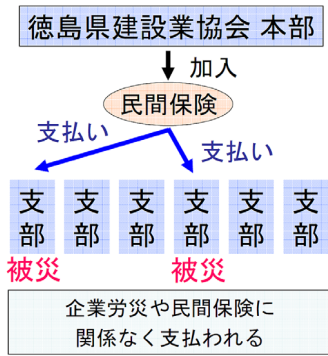 徳島県建設業協会 本部
加入
民間保険
支払い
支払い
支部 支部 支部 支部 支部 支部
被災 被災
企業労災や民間保険に
関係なく支払われる